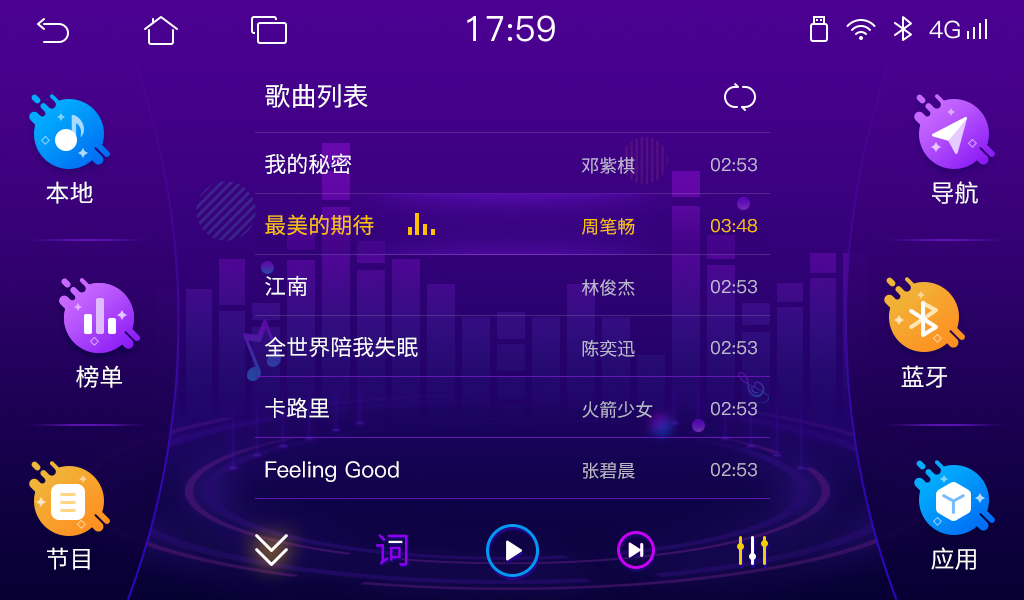 17:59
4G
歌曲列表
我的秘密 邓紫棋 02:53
最美的期待 周笔畅 03:48
江南 林俊杰 02:53
全世界陪我失眠 陈奕迅 02:53
卡路里 火箭少女 02:53
Feeling Good 张碧晨 02:53
词
本地
榜单
节目
导航
蓝牙
应用